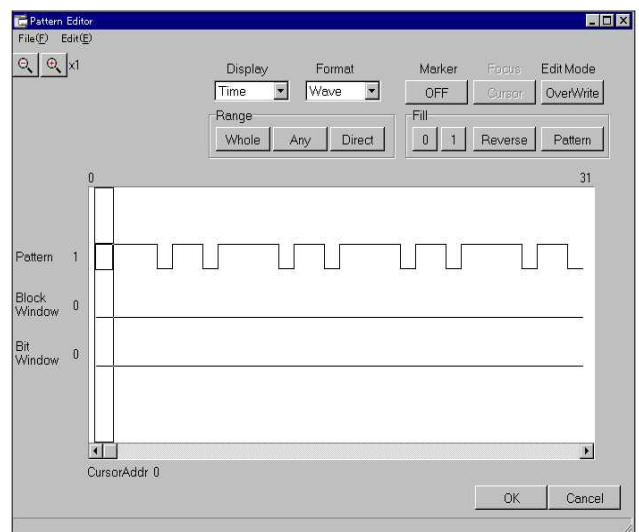 Pattern Editor
File(F) Edit(E)
x1
Display Format Marker Focus Edit Mode
Time Wave OFF Cursor OverWrite
Range Fill
Whole Any Direct 0 1 Reverse Pattern
0 31
Pattern 1
Block
Window 0
Bit
Window 0
CursorAddr 0
OK Cancel